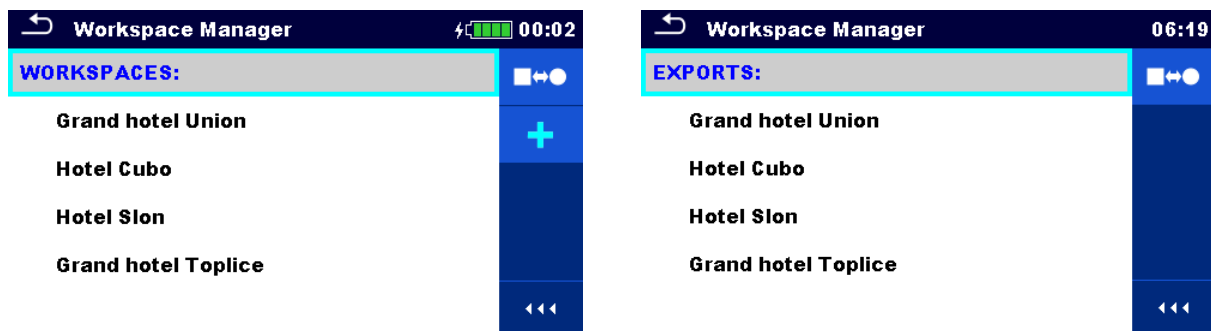 Workspace Manager 00:02
WORKSPACES:
Grand hotel Union
Hotel Cubo
Hotel Slon
Grand hotel Toplice
Workspace Manager 06:19
EXPORTS:
Grand hotel Union
Hotel Cubo
Hotel Slon
Grand hotel Toplice